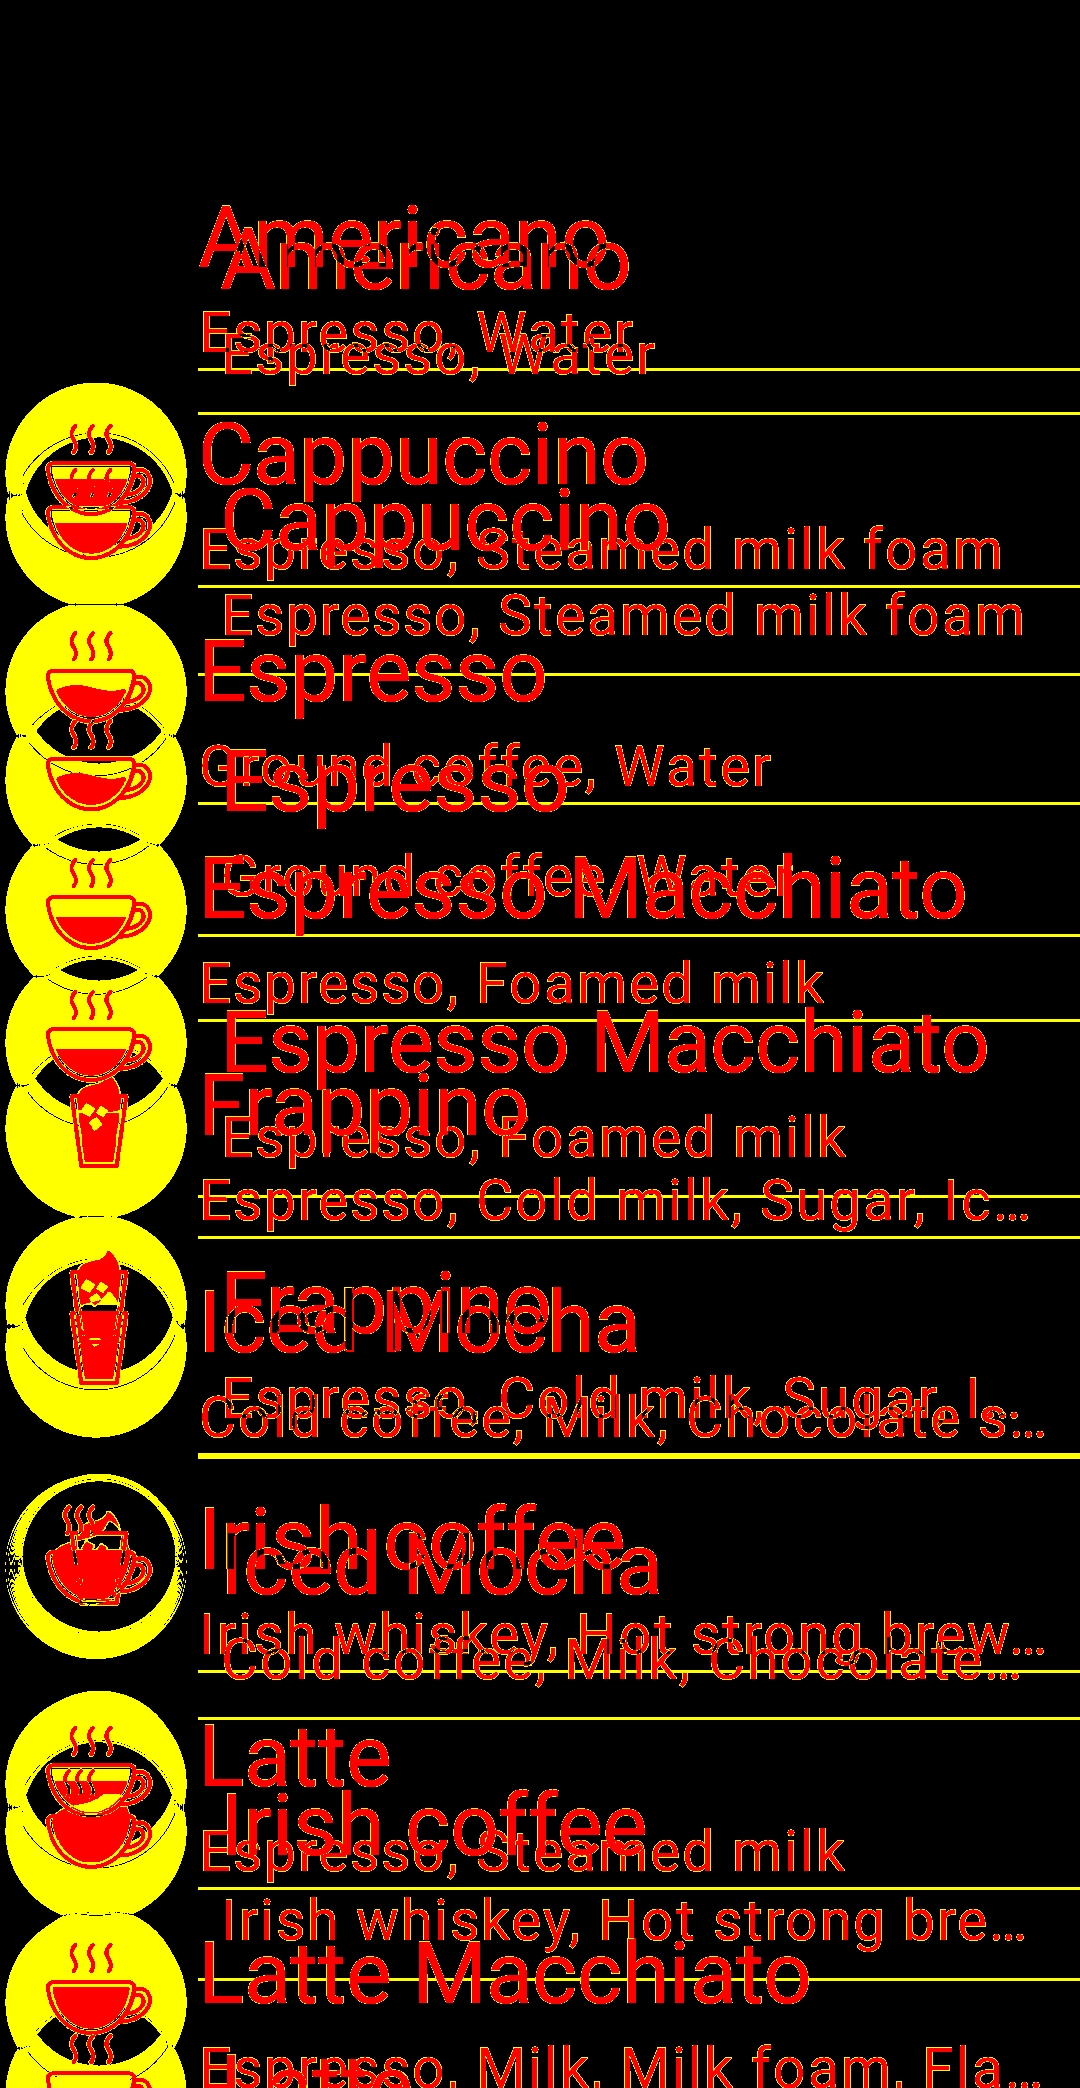 Americano
Americano
Espresso, Water
Espresso, Water
Cappuccino
Cappuccino
Espresso, Steamed milk foam
Espresso, Steamed milk foam
Espresso
Ground coffee, Water
Espresso
Ground coffee, Water
Espresso Macchiato
Espresso, Foamed milk
Espresso Macchiato
Frappino
Espresso, Foamed milk
Espresso, Cold milk, Sugar, Ic...
Frappino
Iced Mocha
Espresso, Cold milk, Sugar, I...
Cold coffee, Milk, Chocolate s...
Irish coffee
Iced Mocha
Irish whiskey, Hot strong brew...
Cold coffee, Milk, Chocolate...
Latte
Irish coffee
Espresso, Steamed milk
Irish whiskey, Hot strong bre...
Latte Macchiato
Espresso, Milk, Milk foam, Fla...
Latte